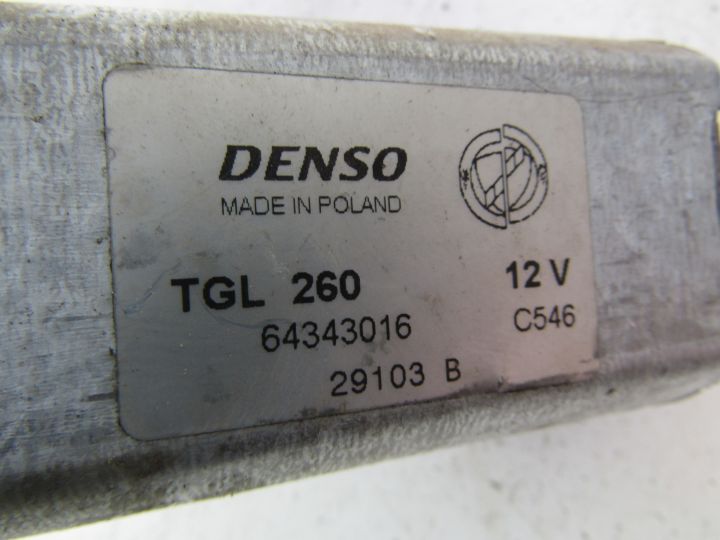 DENSO
MADE IN POLAND
TGL 260 12 V
64343016 C546
29103 B